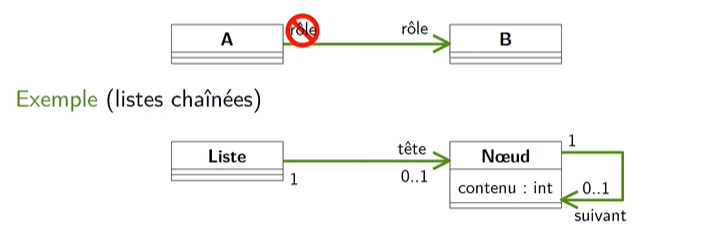 A
rôle
rôle
B
Exemple (listes chaînées)
Liste
1
tête
0..1
Nœud
contenu : int
1
0..1
suivant